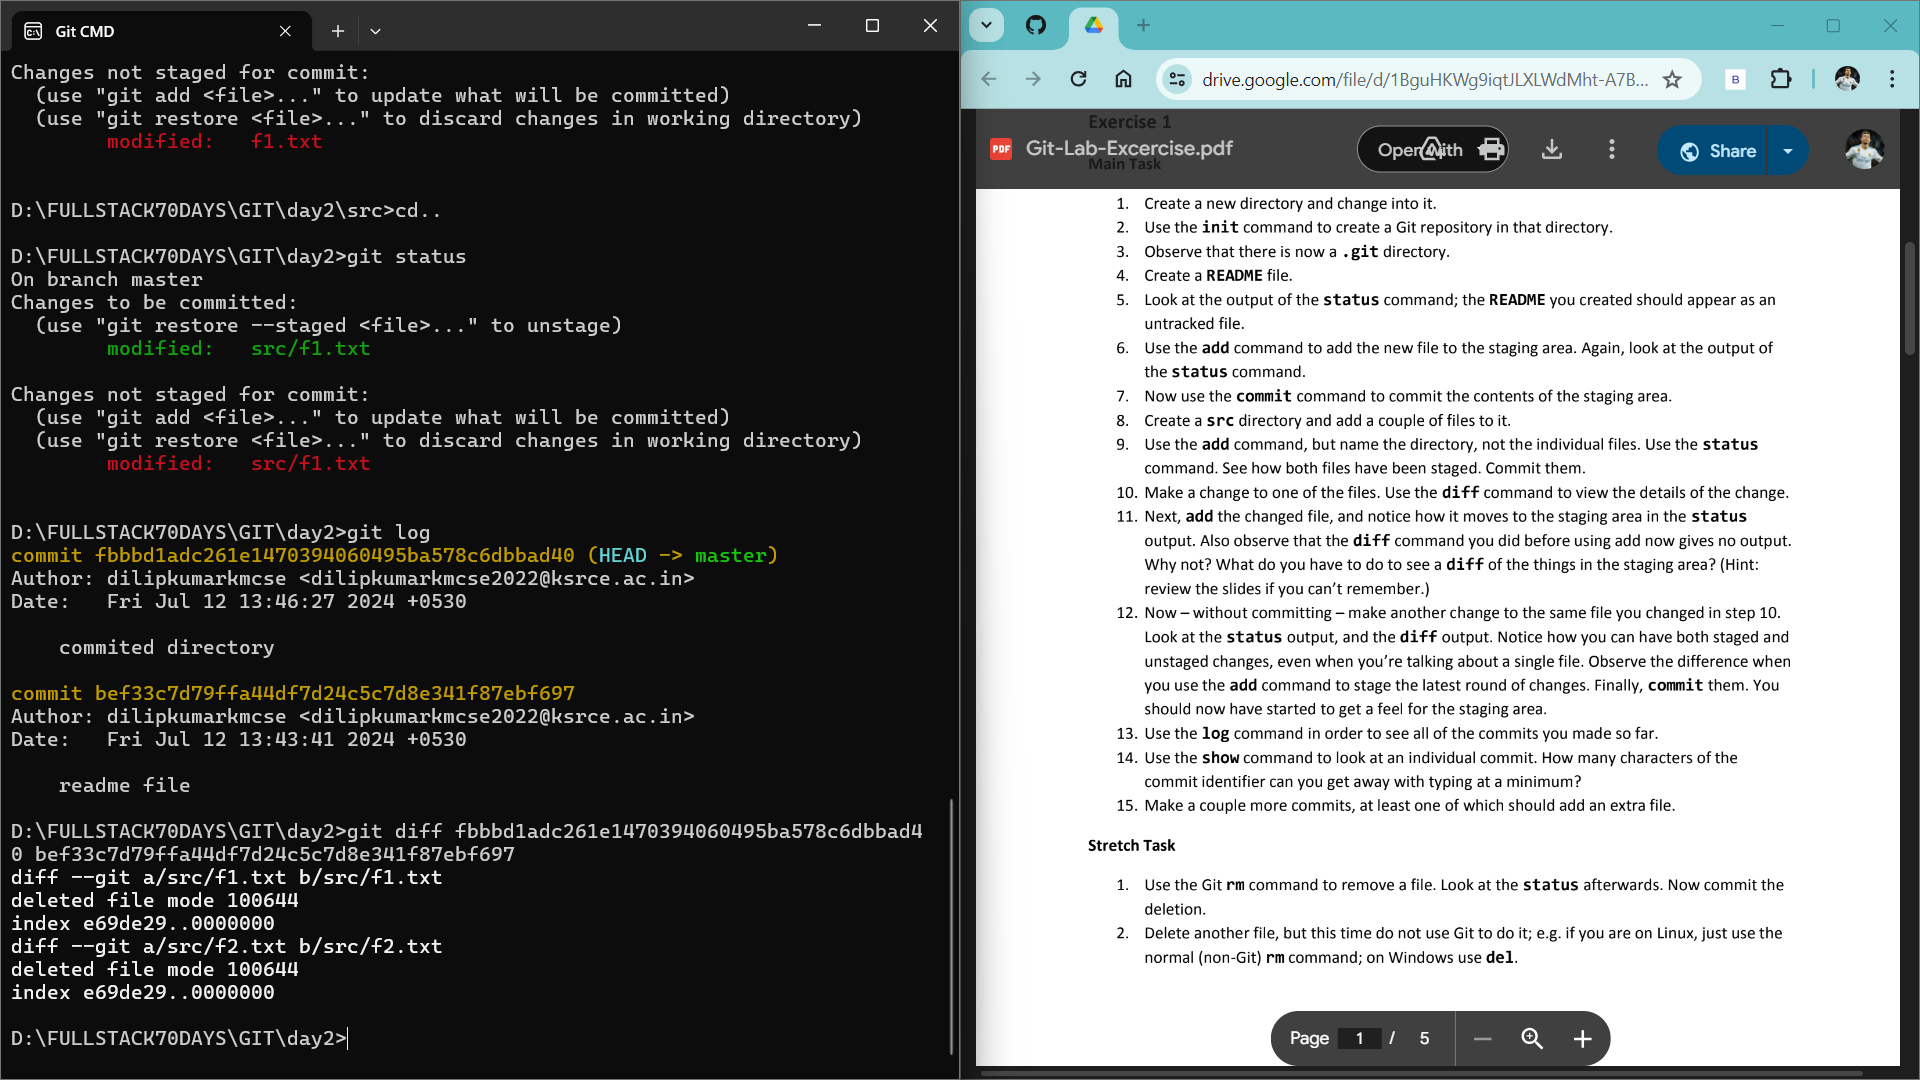 Git CMD
Changes not staged for commit:
(use "git add <file>..." to update what will be committed)
(use "git restore <file>..." to discard changes in working directory)
modified:   f1.txt
D:\FULLSTACK70DAYS\GIT\day2\src>cd..
D:\FULLSTACK70DAYS\GIT\day2>git status
On branch master
Changes to be committed:
(use "git restore --staged <file>..." to unstage)
modified:   src/f1.txt
Changes not staged for commit:
(use "git add <file>..." to update what will be committed)
(use "git restore <file>..." to discard changes in working directory)
modified:   src/f1.txt
D:\FULLSTACK70DAYS\GIT\day2>git log
commit fbbbd1adc261e1470394060495ba578c6dbbad40 (HEAD -> master)
Author: dilipkumarkmcse <dilipkumarkmcse2022@ksrce.ac.in>
Date:   Fri Jul 12 13:46:27 2024 +0530
commited directory
commit bef33c7d79ffa44df7d24c5c7d8e341f87ebf697
Author: dilipkumarkmcse <dilipkumarkmcse2022@ksrce.ac.in>
Date:   Fri Jul 12 13:43:41 2024 +0530
readme file
D:\FULLSTACK70DAYS\GIT\day2>git diff fbbbd1adc261e1470394060495ba578c6dbbad4
0 bef33c7d79ffa44df7d24c5c7d8e341f87ebf697
diff --git a/src/f1.txt b/src/f1.txt
deleted file mode 100644
index e69de29..0000000
diff --git a/src/f2.txt b/src/f2.txt
deleted file mode 100644
index e69de29..0000000
D:\FULLSTACK70DAYS\GIT\day2>
drive.google.com/file/d/1BguHKWg9iqtJLXLWdMht-A7B...
B
Exercise 1
PDF Git-Lab-Excercise.pdf
Open with
Share
Main Task
1. Create a new directory and change into it.
2. Use the init command to create a Git repository in that directory.
3. Observe that there is now a .git directory.
4. Create a README file.
5. Look at the output of the status command; the README you created should appear as an
untracked file.
6. Use the add command to add the new file to the staging area. Again, look at the output of
the status command.
7. Now use the commit command to commit the contents of the staging area.
8. Create a src directory and add a couple of files to it.
9. Use the add command, but name the directory, not the individual files. Use the status
command. See how both files have been staged. Commit them.
10. Make a change to one of the files. Use the diff command to view the details of the change.
11. Next, add the changed file, and notice how it moves to the staging area in the status
output. Also observe that the diff command you did before using add now gives no output.
Why not? What do you have to do to see a diff of the things in the staging area? (Hint:
review the slides if you can’t remember.)
12. Now – without committing – make another change to the same file you changed in step 10.
Look at the status output, and the diff output. Notice how you can have both staged and
unstaged changes, even when you’re talking about a single file. Observe the difference when
you use the add command to stage the latest round of changes. Finally, commit them. You
should now have started to get a feel for the staging area.
13. Use the log command in order to see all of the commits you made so far.
14. Use the show command to look at an individual commit. How many characters of the
commit identifier can you get away with typing at a minimum?
15. Make a couple more commits, at least one of which should add an extra file.
Stretch Task
1. Use the Git rm command to remove a file. Look at the status afterwards. Now commit the
deletion.
2. Delete another file, but this time do not use Git to do it; e.g. if you are on Linux, just use the
normal (non-Git) rm command; on Windows use del.
Page 1 / 5